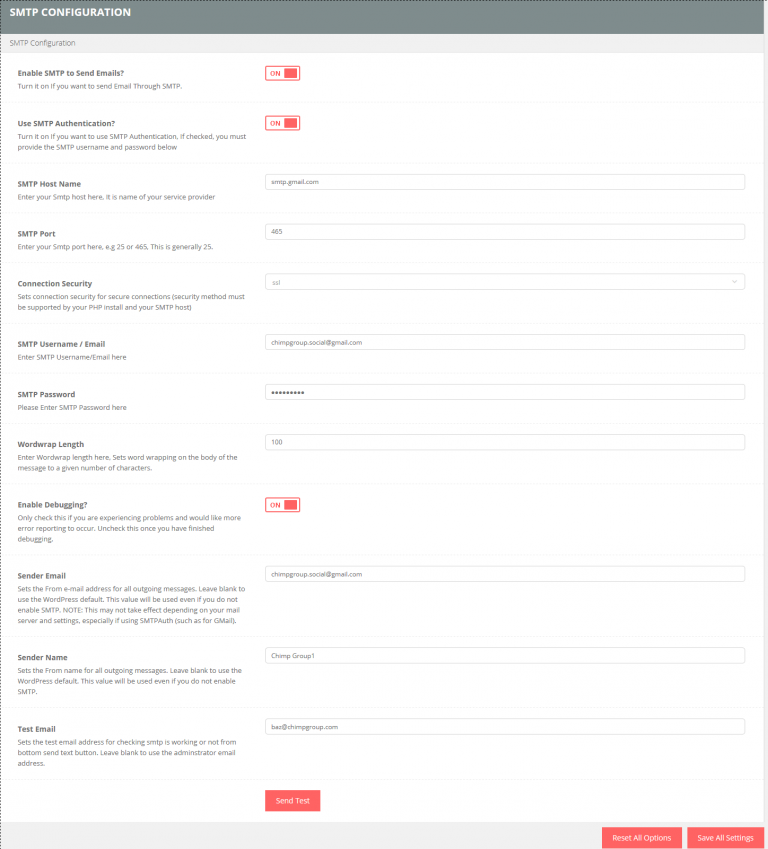 SMTP CONFIGURATION
SMTP Configuration
Enable SMTP to Send Emails?
ON
Turn it on if you want to send Email Through SMTP.
Use SMTP Authentication?
ON
Turn it on if you want to use SMTP Authentication, if checked, you must
provide the SMTP username and password below
SMTP Host Name
smtp.gmail.com
Enter your Smtp host here, It is name of your service provider
SMTP Port
465
Enter your Smtp port here, e.g 25 or 465, This is generally 25.
Connection Security
ssl
Sets connection security for secure connections (security method must
be supported by your PHP install and your SMTP host)
SMTP Username / Email
chimpgroup.social@gmail.com
Enter SMTP Username/Email here
SMTP Password
•••••••••
Please Enter SMTP Password here
Wordwrap Length
100
Enter Wordwrap length here, Sets word wrapping on the body of the
message to a given number of characters.
Enable Debugging?
ON
Only check this if you are experiencing problems and would like more
error reporting to occur. Uncheck this once you have finished
debugging.
Sender Email
chimpgroup.social@gmail.com
Sets the From e-mail address for all outgoing messages. Leave blank to
use the WordPress default. This value will be used even if you do not
enable SMTP. NOTE: This may not take effect depending on your mail
server and settings, especially if using SMTPAuth (such as for GMail).
Sender Name
Chimp Group1
Sets the From name for all outgoing messages. Leave blank to use the
WordPress default. This value will be used even if you do not enable
SMTP.
Test Email
baz@chimpgroup.com
Sets the test email address for checking smtp is working or not from
bottom send text button. Leave blank to use the adminstrator email
address.
Send Test
Reset All Options
Save All Settings